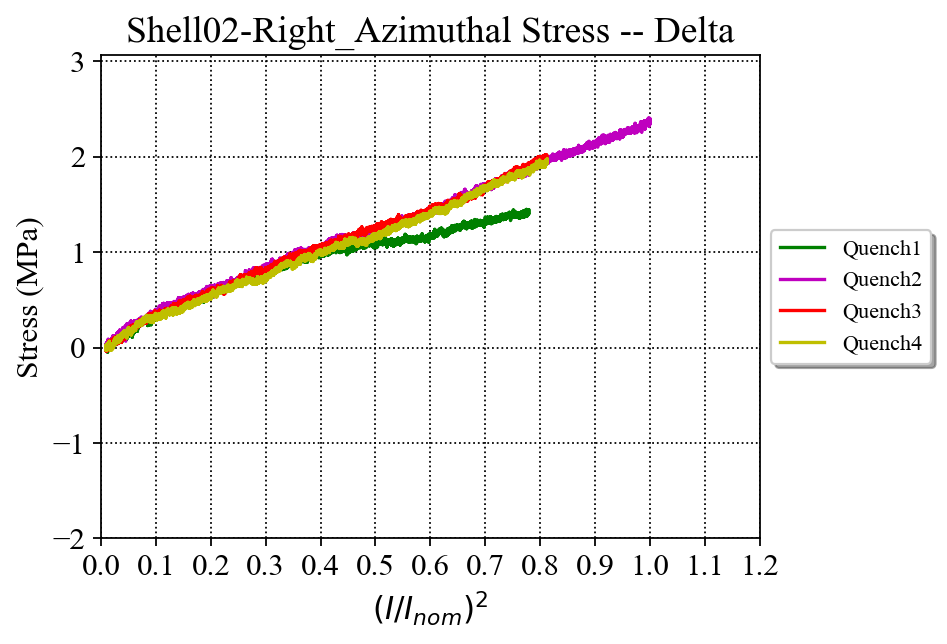 Shell02-Right_Azimuthal Stress -- Delta
3
2
1
0
−1
−2
Stress (MPa)
0.0 0.1 0.2 0.3 0.4 0.5 0.6 0.7 0.8 0.9 1.0 1.1 1.2
(I/I_{nom})^2
Quench1
Quench2
Quench3
Quench4